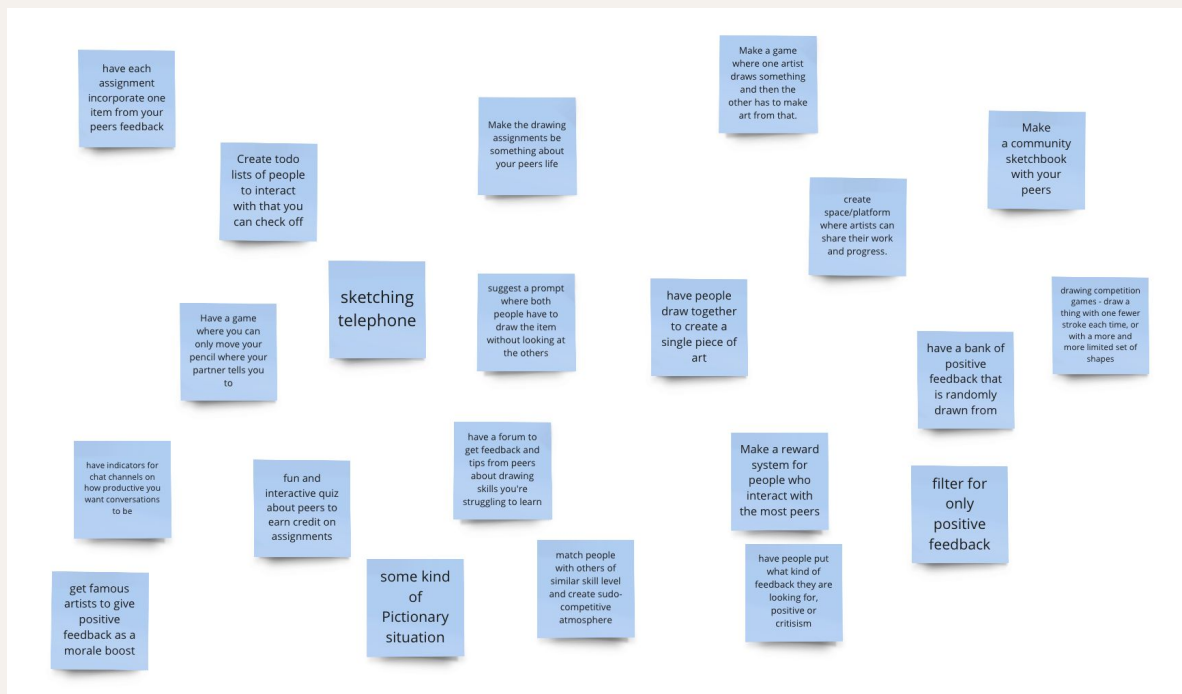 have each
assignment
incorporate one
item from your
peers feedback
Create todo
lists of people
to interact
with that you
can check off
Make the drawing
assignments be
something about
your peers life
Make a game
where one artist
draws something
and then the
other has to make
art from that.
Make
a community
sketchbook
with your
peers
create
space/platform
where artists can
share their work
and progress.
sketching
telephone
Have a game
where you can
only move your
pencil where your
partner tells you
to
suggest a prompt
where both
people have to
draw the item
without looking at
the others
have people
draw together
to create a
single piece of
art
drawing competition
games - draw a
thing with one fewer
stroke each time, or
with a more and
more limited set of
shapes
have a bank of
positive
feedback that
is randomly
drawn from
have indicators for
chat channels on
how productive you
want conversations
to be
fun and
interactive quiz
about peers to
earn credit on
assignments
have a forum to
get feedback and
tips from peers
about drawing
skills you're
struggling to learn
Make a reward
system for
people who
interact with
the most peers
filter for
only
positive
feedback
get famous
artists to give
positive
feedback as a
morale boost
some kind
of
Pictionary
situation
match people
with others of
similar skill level
and create sudo-
competitive
atmosphere
have people put
what kind of
feedback they are
looking for,
positive or
critisism